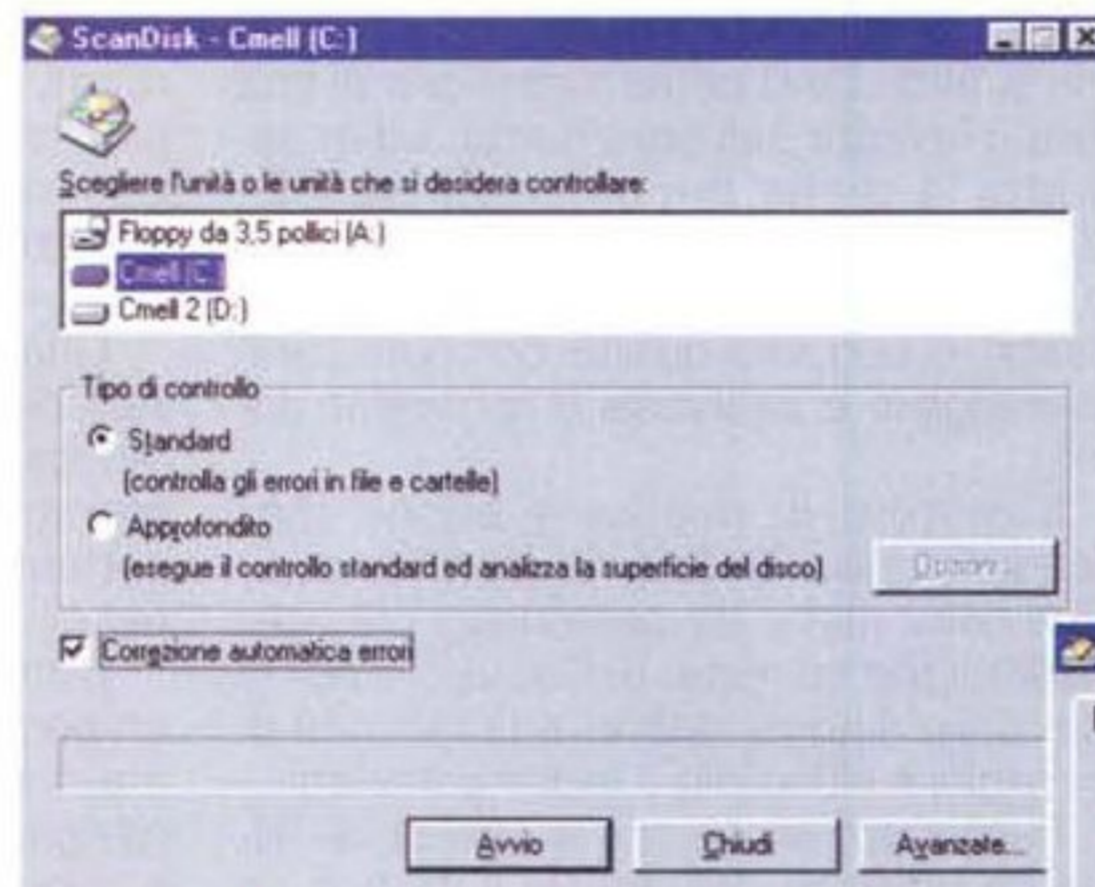 ScanDisk - Cmell (C:)
Scegliere l'unità o le unità che si desidera controllare:
Floppy da 3,5 pollici (A:)
Cmell (C:)
Cmell 2 (D:)
Tipo di controllo
Standard
(controlla gli errori in file e cartelle)
Approfondito
(esegue il controllo standard ed analizza la superficie del disco)
Opzioni...
Correzione automatica errori
Avvio
Chiudi
Avanzate...